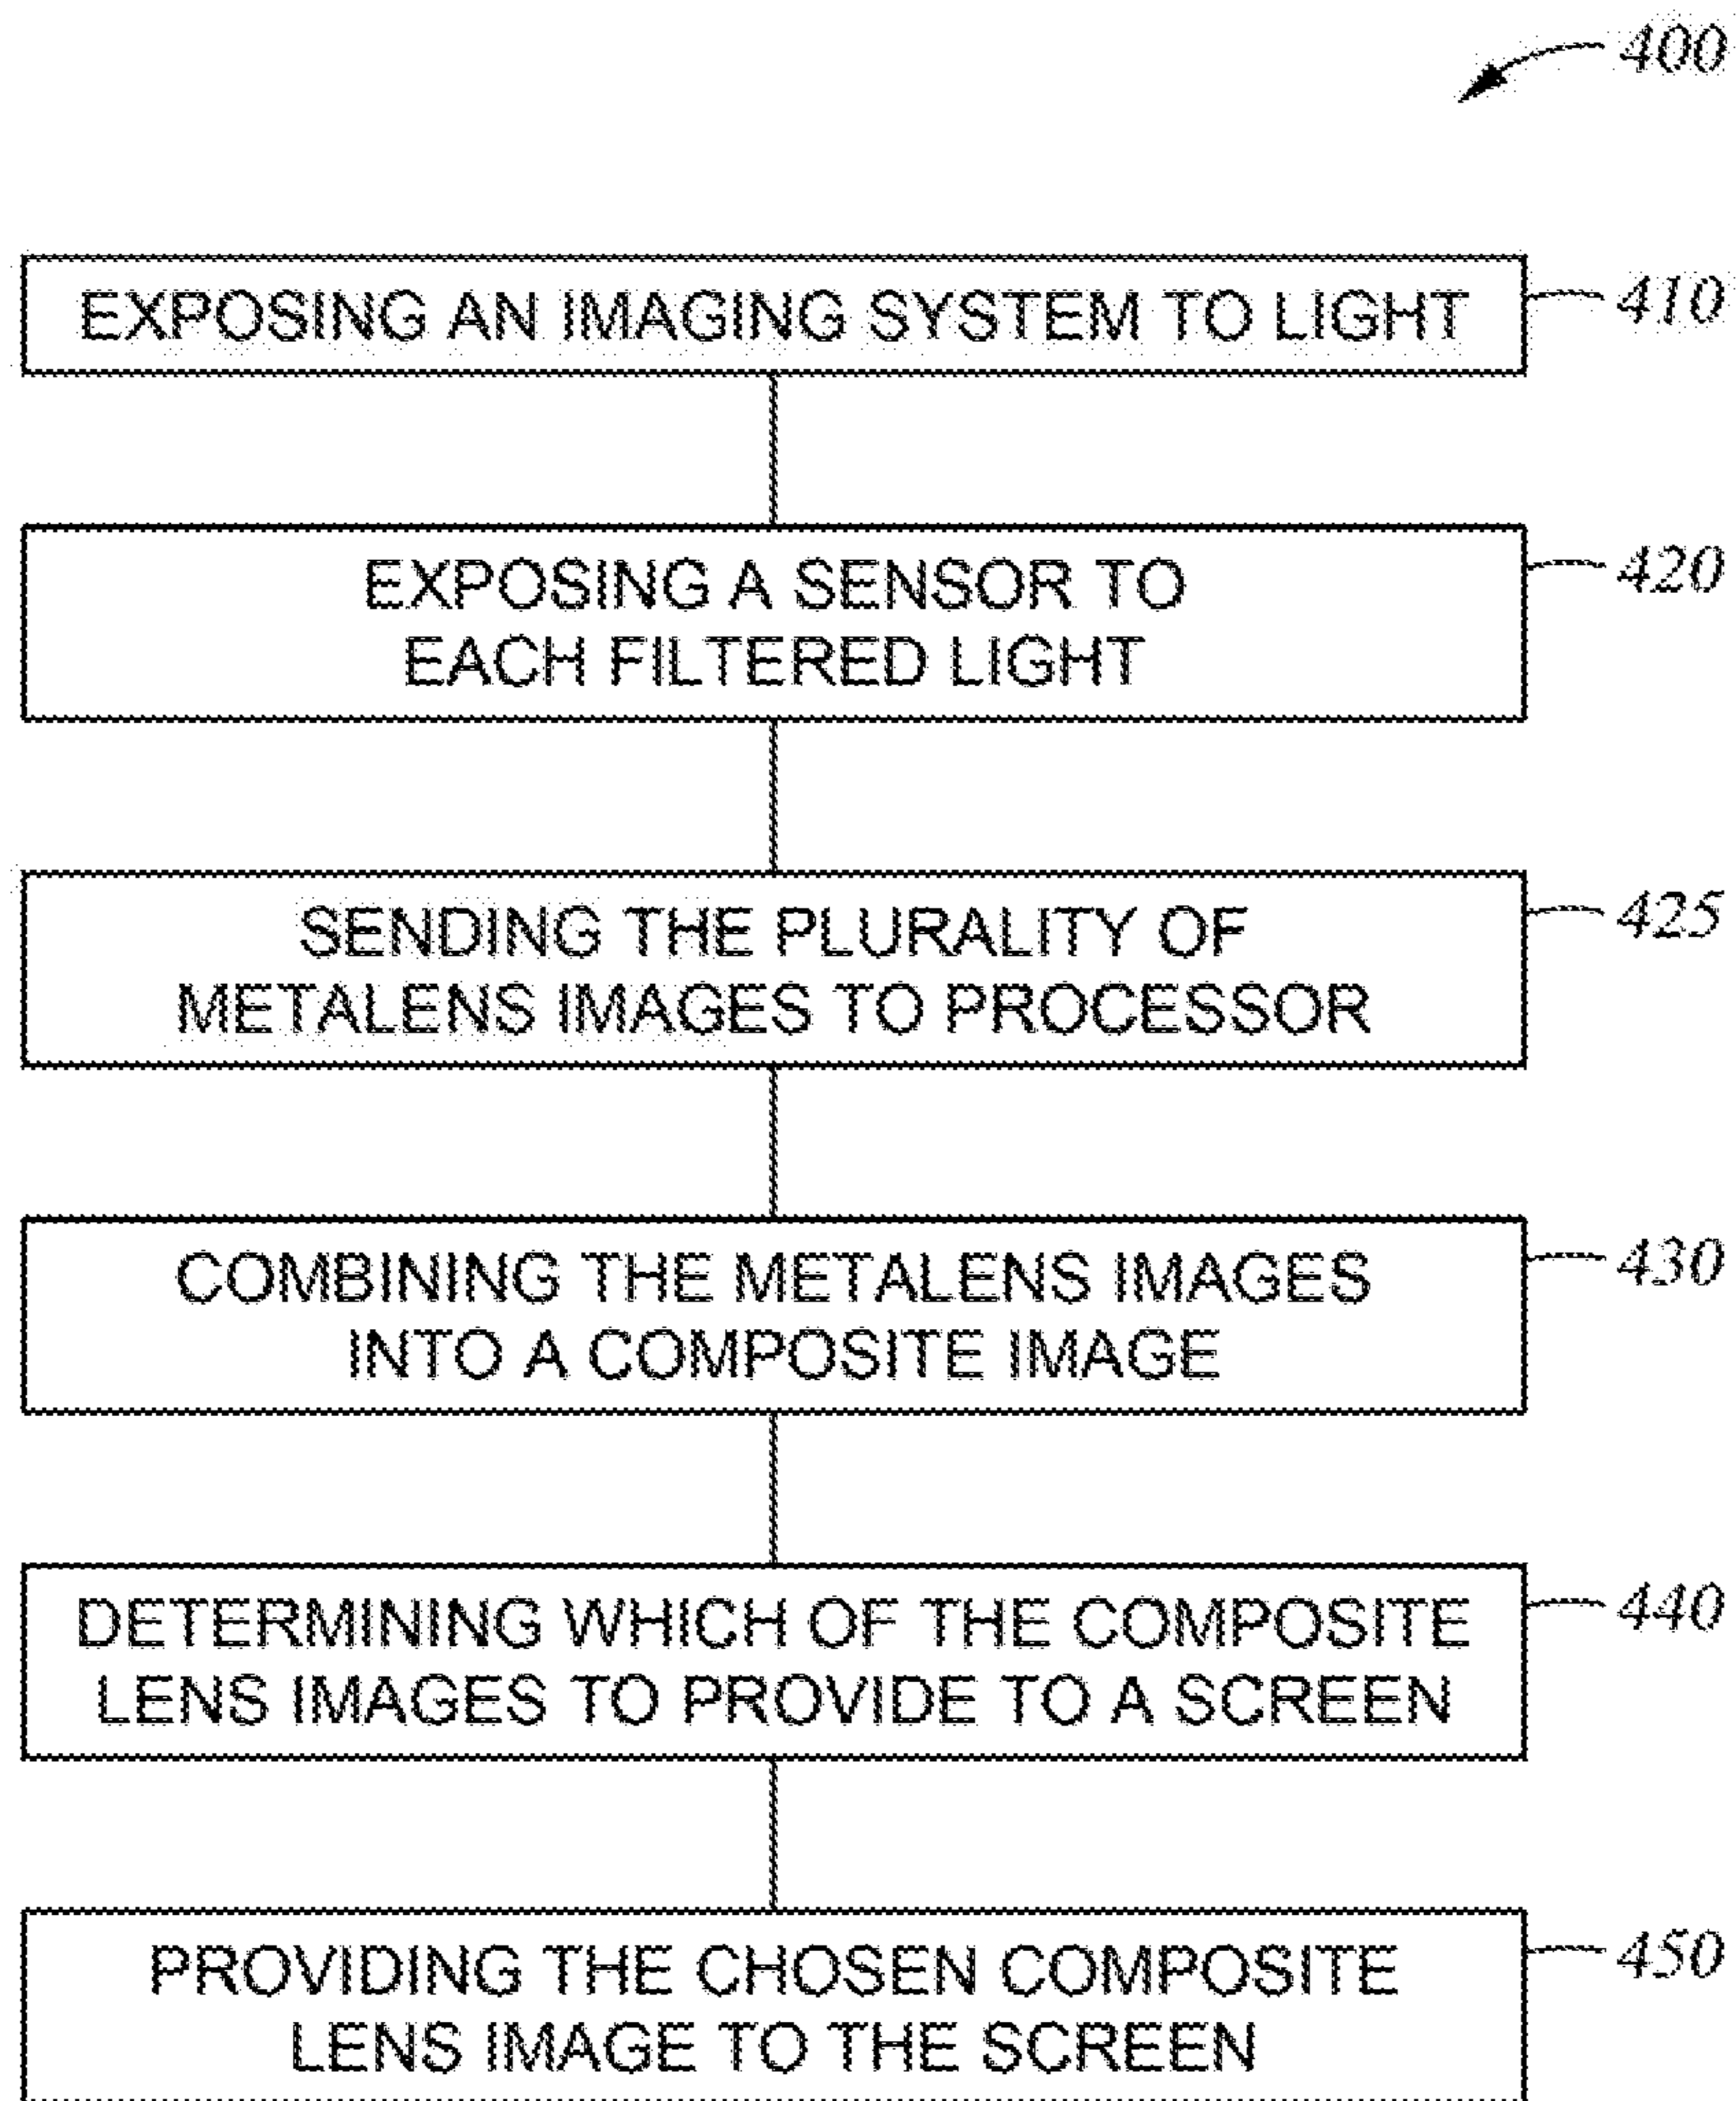 400
EXPOSING AN IMAGING SYSTEM TO LIGHT
410
EXPOSING A SENSOR TO
EACH FILTERED LIGHT
420
SENDING THE PLURALITY OF
METALENS IMAGES TO PROCESSOR
425
COMBINING THE METALENS IMAGES
INTO A COMPOSITE IMAGE
430
DETERMINING WHICH OF THE COMPOSITE
LENS IMAGES TO PROVIDE TO A SCREEN
440
PROVIDING THE CHOSEN COMPOSITE
LENS IMAGE TO THE SCREEN
450